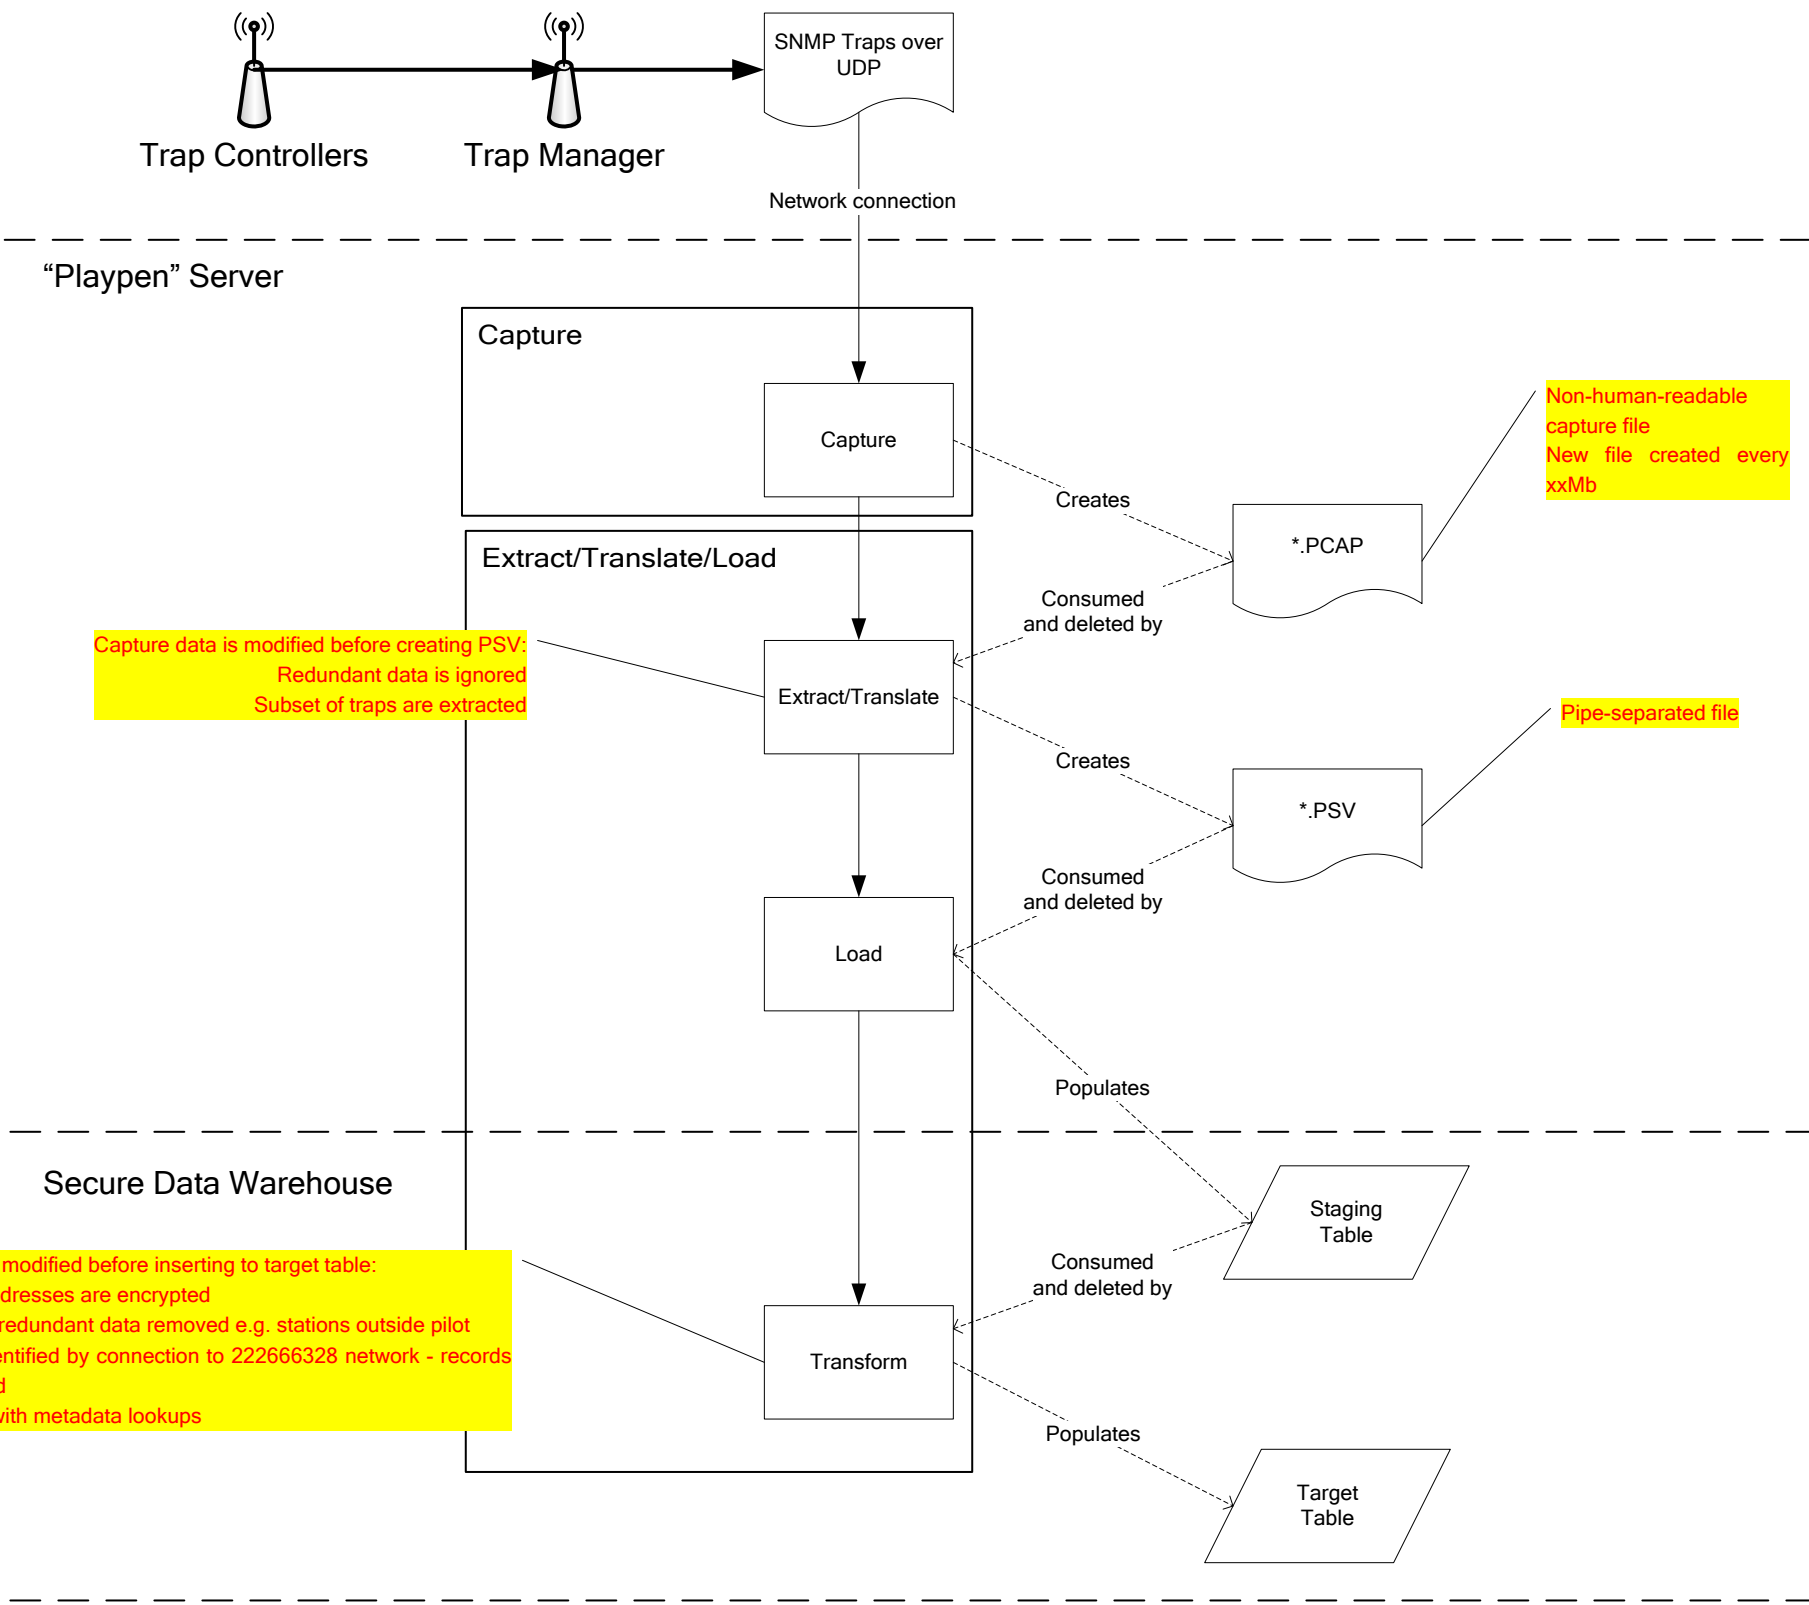 SNMP Traps over
UDP
Trap Controllers
Trap Manager
Network connection
“Playpen” Server
Capture
Capture
Non-human-readable
capture file
New file created every
xxMb
Creates
*.PCAP
Extract/Translate/Load
Consumed
and deleted by
Capture data is modified before creating PSV:
Redundant data is ignored
Subset of traps are extracted
Extract/Translate
Pipe-separated file
Creates
*.PSV
Consumed
and deleted by
Load
Populates
Secure Data Warehouse
Staging
Table
Consumed
and deleted by
modified before inserting to target table:
dresses are encrypted
redundant data removed e.g. stations outside pilot
entified by connection to 222666328 network - records
d
with metadata lookups
Transform
Populates
Target
Table